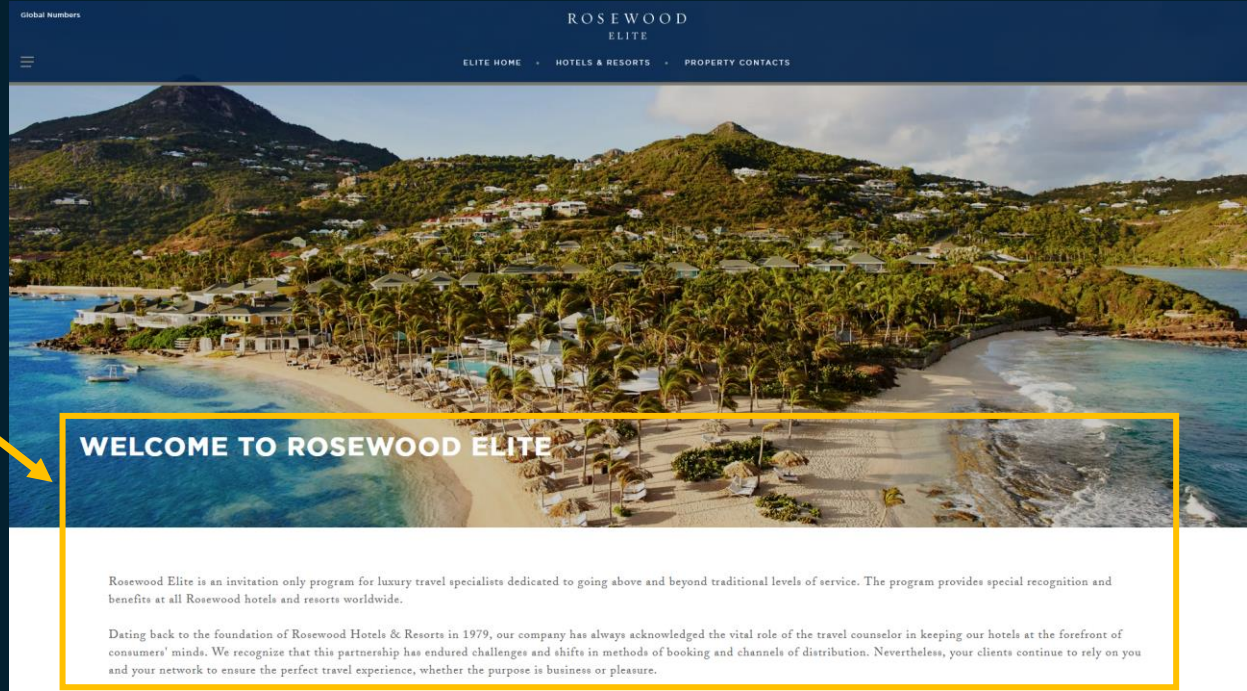 Global Numbers
ROSEWOOD
ELITE
ELITE HOME • HOTELS & RESORTS • PROPERTY CONTACTS
WELCOME TO ROSEWOOD ELITE
Rosewood Elite is an invitation only program for luxury travel specialists dedicated to going above and beyond traditional levels of service. The program provides special recognition and
benefits at all Rosewood hotels and resorts worldwide.
Dating back to the foundation of Rosewood Hotels & Resorts in 1979, our company has always acknowledged the vital role of the travel counselor in keeping our hotels at the forefront of
consumers' minds. We recognize that this partnership has endured challenges and shifts in methods of booking and channels of distribution. Nevertheless, your clients continue to rely on you
and your network to ensure the perfect travel experience, whether the purpose is business or pleasure.